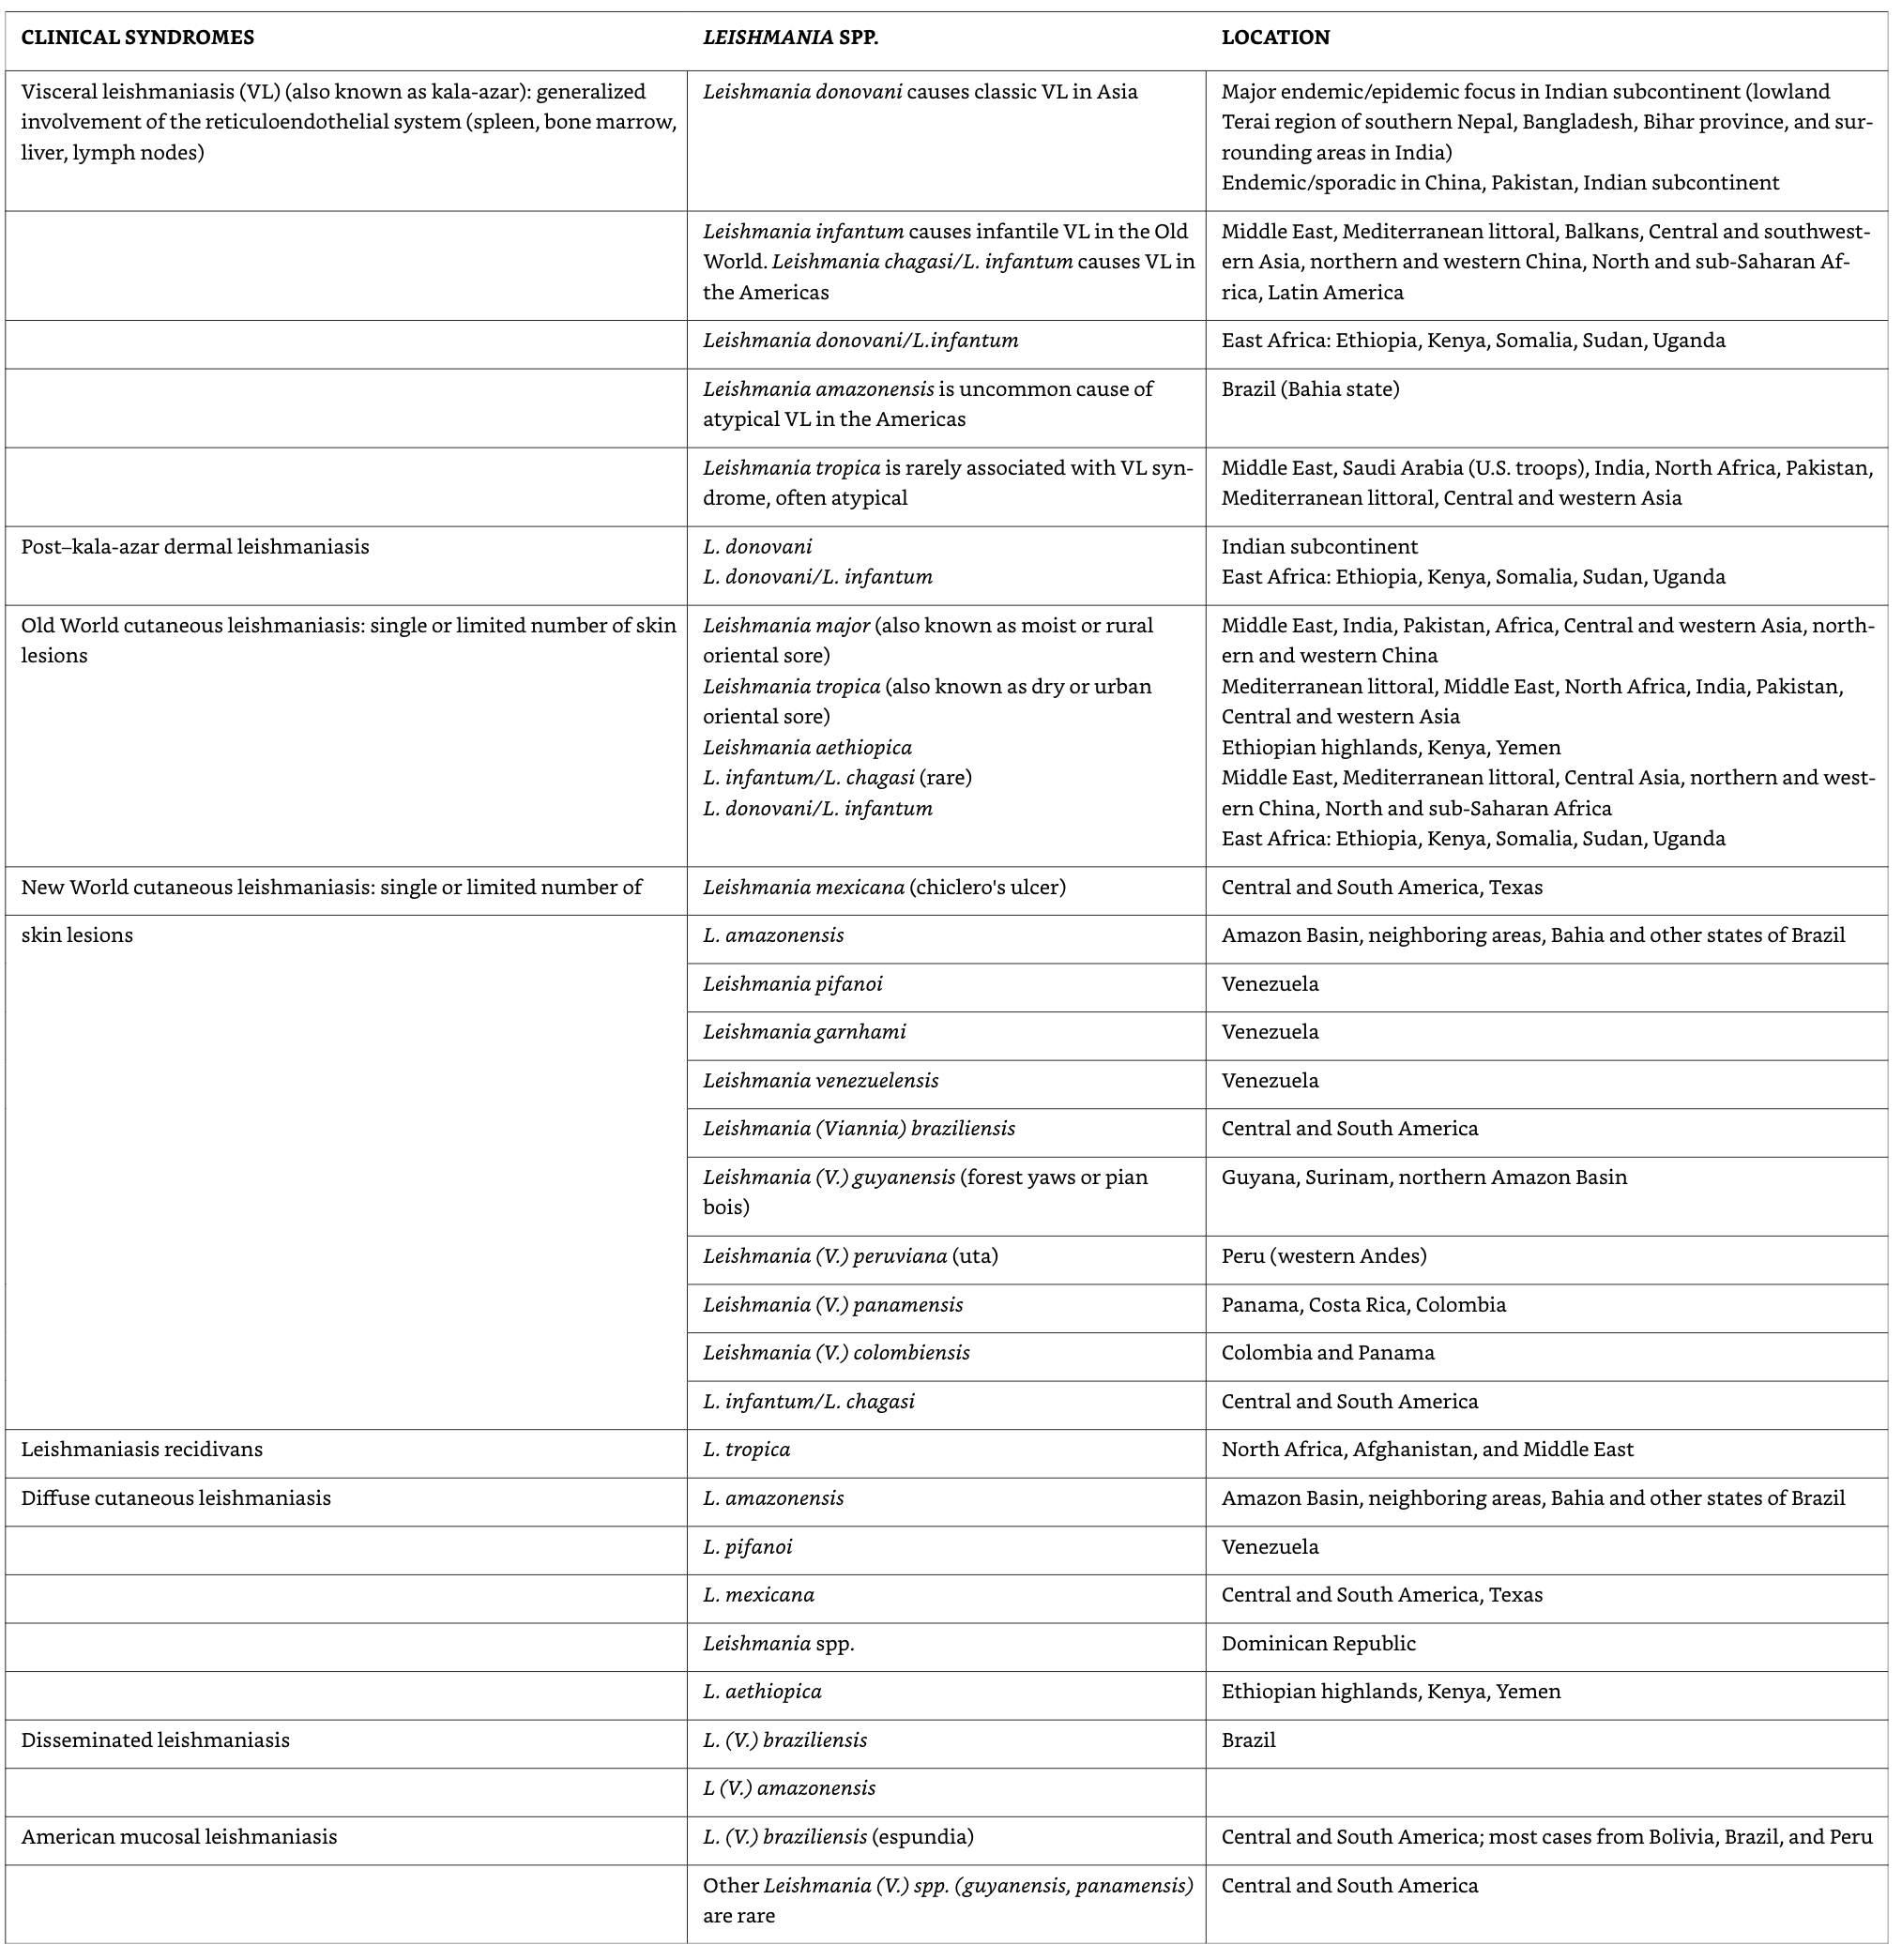 CLINICAL SYNDROMES
LEISHMANIA SPP.
LOCATION
Visceral leishmaniasis (VL) (also known as kala-azar): generalized
involvement of the reticuloendothelial system (spleen, bone marrow,
liver, lymph nodes)
Leishmania donovani causes classic VL in Asia
Major endemic/epidemic focus in Indian subcontinent (lowland
Terai region of southern Nepal, Bangladesh, Bihar province, and sur-
rounding areas in India)
Endemic/sporadic in China, Pakistan, Indian subcontinent
Leishmania infantum causes infantile VL in the Old
World. Leishmania chagasi/L. infantum causes VL in
the Americas
Middle East, Mediterranean littoral, Balkans, Central and southwest-
ern Asia, northern and western China, North and sub-Saharan Af-
rica, Latin America
Leishmania donovani/L.infantum
East Africa: Ethiopia, Kenya, Somalia, Sudan, Uganda
Leishmania amazonensis is uncommon cause of
atypical VL in the Americas
Brazil (Bahia state)
Leishmania tropica is rarely associated with VL syn-
drome, often atypical
Middle East, Saudi Arabia (U.S. troops), India, North Africa, Pakistan,
Mediterranean littoral, Central and western Asia
Post–kala-azar dermal leishmaniasis
L. donovani
L. donovani/L. infantum
Indian subcontinent
East Africa: Ethiopia, Kenya, Somalia, Sudan, Uganda
Old World cutaneous leishmaniasis: single or limited number of skin
lesions
Leishmania major (also known as moist or rural
oriental sore)
Leishmania tropica (also known as dry or urban
oriental sore)
Leishmania aethiopica
L. infantum/L. chagasi (rare)
L. donovani/L. infantum
Middle East, India, Pakistan, Africa, Central and western Asia, north-
ern and western China
Mediterranean littoral, Middle East, North Africa, India, Pakistan,
Central and western Asia
Ethiopian highlands, Kenya, Yemen
Middle East, Mediterranean littoral, Central Asia, northern and west-
ern China, North and sub-Saharan Africa
East Africa: Ethiopia, Kenya, Somalia, Sudan, Uganda
New World cutaneous leishmaniasis: single or limited number of
Leishmania mexicana (chiclero's ulcer)
Central and South America, Texas
skin lesions
L. amazonensis
Amazon Basin, neighboring areas, Bahia and other states of Brazil
Leishmania pifanoi
Venezuela
Leishmania garnhami
Venezuela
Leishmania venezuelensis
Venezuela
Leishmania (Viannia) braziliensis
Central and South America
Leishmania (V.) guyanensis (forest yaws or pian
bois)
Guyana, Surinam, northern Amazon Basin
Leishmania (V.) peruviana (uta)
Peru (western Andes)
Leishmania (V.) panamensis
Panama, Costa Rica, Colombia
Leishmania (V.) colombiensis
Colombia and Panama
L. infantum/L. chagasi
Central and South America
Leishmaniasis recidivans
L. tropica
North Africa, Afghanistan, and Middle East
Diffuse cutaneous leishmaniasis
L. amazonensis
Amazon Basin, neighboring areas, Bahia and other states of Brazil
L. pifanoi
Venezuela
L. mexicana
Central and South America, Texas
Leishmania spp.
Dominican Republic
L. aethiopica
Ethiopian highlands, Kenya, Yemen
Disseminated leishmaniasis
L. (V.) braziliensis
Brazil
L (V.) amazonensis
American mucosal leishmaniasis
L. (V.) braziliensis (espundia)
Central and South America; most cases from Bolivia, Brazil, and Peru
Other Leishmania (V.) spp. (guyanensis, panamensis)
are rare
Central and South America